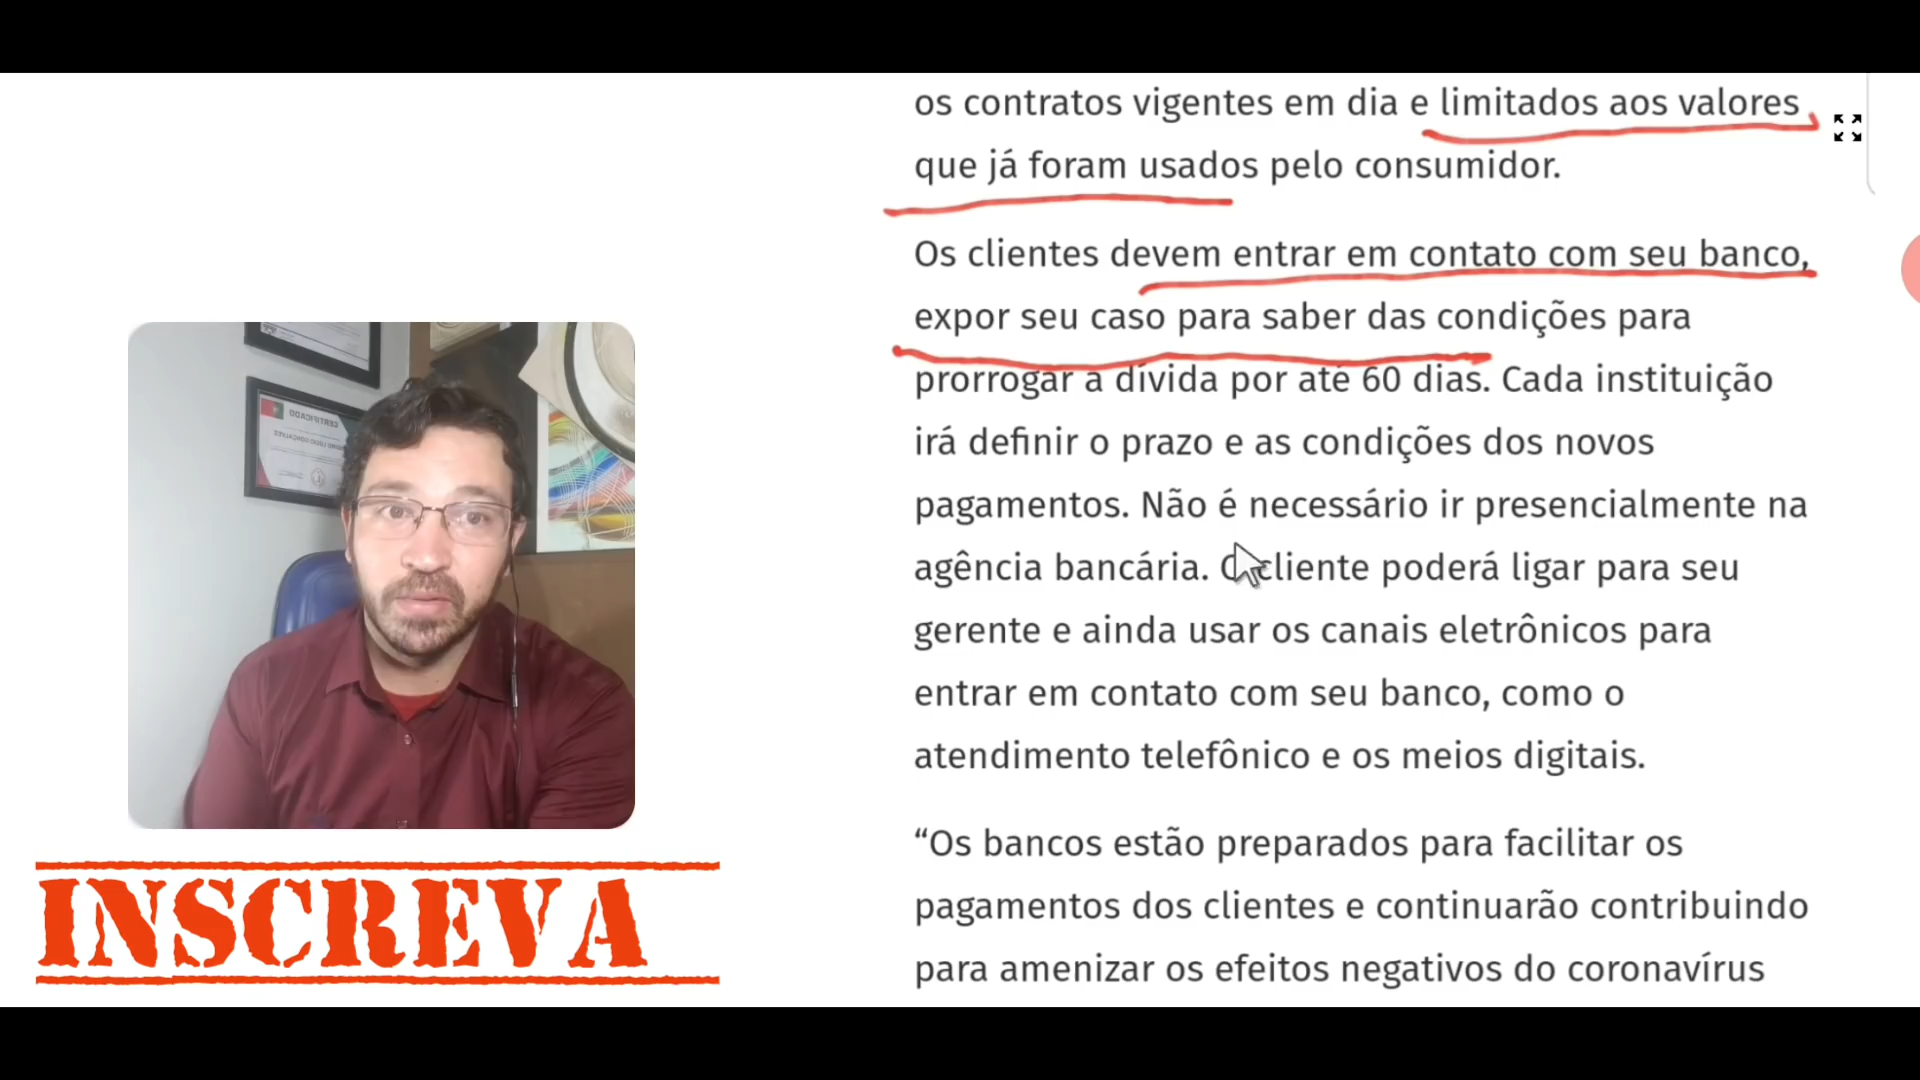 os contratos vigentes em dia e limitados aos valores
que já foram usados pelo consumidor.
Os clientes devem entrar em contato com seu banco,
expor seu caso para saber das condições para
prorrogar a dívida por até 60 dias. Cada instituição
irá definir o prazo e as condições dos novos
pagamentos. Não é necessário ir presencialmente na
agência bancária. O cliente poderá ligar para seu
gerente e ainda usar os canais eletrônicos para
entrar em contato com seu banco, como o
atendimento telefônico e os meios digitais.
“Os bancos estão preparados para facilitar os
pagamentos dos clientes e continuarão contribuindo
para amenizar os efeitos negativos do coronavírus
CERTIFICADO
INSCREVA